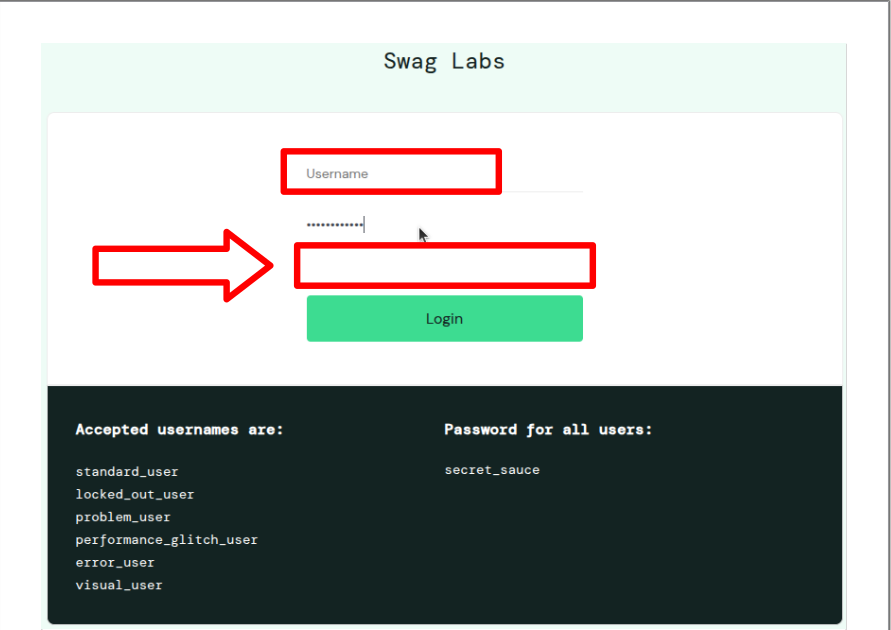 Swag Labs
Username
••••••••••••
Login
Accepted usernames are:
standard_user
locked_out_user
problem_user
performance_glitch_user
error_user
visual_user
Password for all users:
secret_sauce